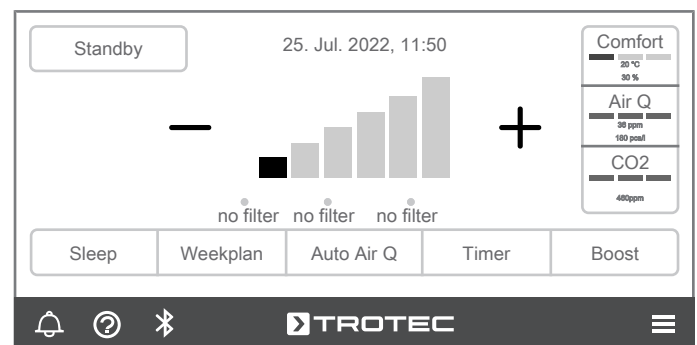 Standby
25. Jul. 2022, 11:50
Comfort
20 °C
30 %
Air Q
36 ppm
180 pcs/l
CO2
460ppm
no filter no filter no filter
Sleep Weekplan Auto Air Q Timer Boost
TROTEC